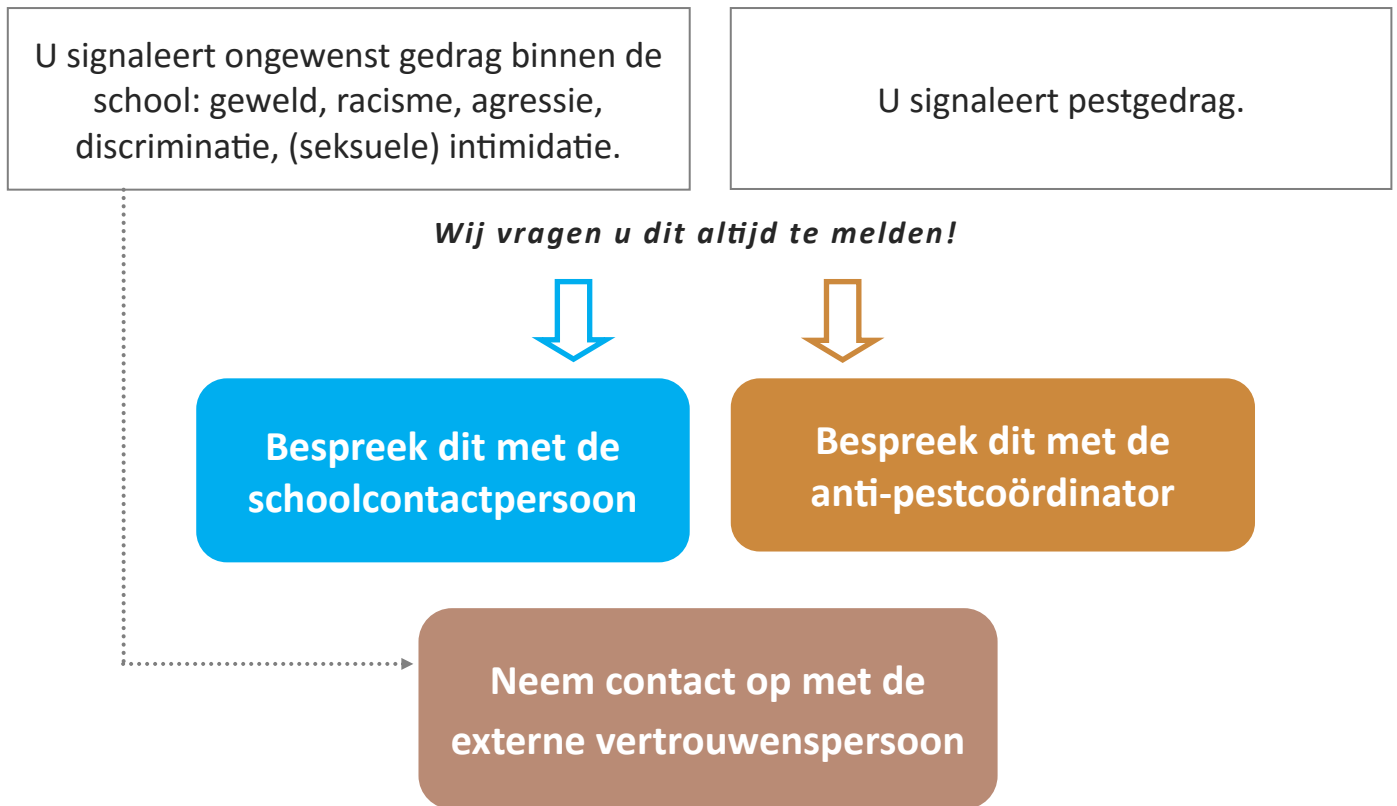 U signaleert ongewenst gedrag binnen de
school: geweld, racisme, agressie,
discriminatie, (seksuele) intimidatie.
U signaleert pestgedrag.
Wij vragen u dit altijd te melden!
Bespreek dit met de
schoolcontactpersoon
Bespreek dit met de
anti-pestcoördinator
Neem contact op met de
externe vertrouwenspersoon